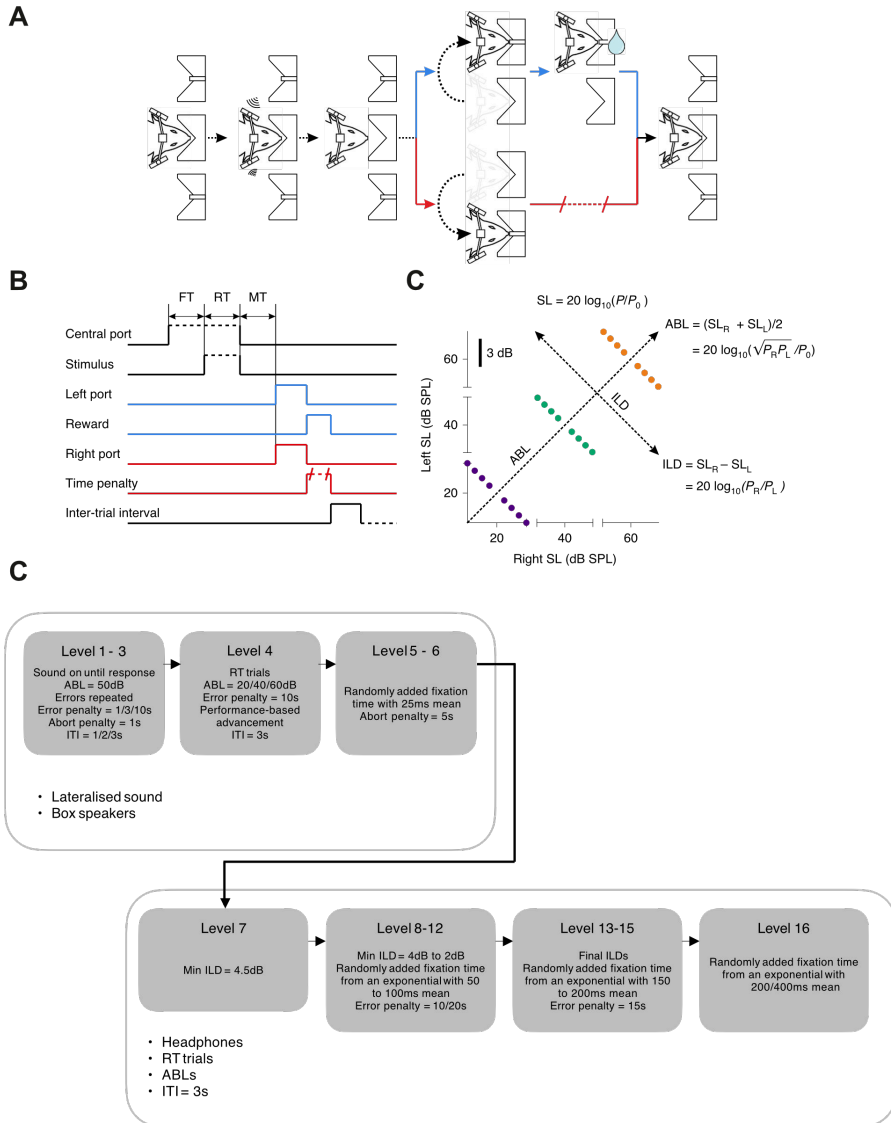 A
B
FT RT MT
Central port
Stimulus
Left port
Reward
Right port
Time penalty
Inter-trial interval
C
SL = 20 log10(P/P0)
ABL = (SLR + SLL)/2
= 20 log10(√PRPL /P0)
3 dB
60
40
20
Left SL (dB SPL)
ABL
ILD
ILD = SLR − SLL
= 20 log10(PR/PL)
20 40 60
Right SL (dB SPL)
C
Level 1 - 3
Sound on until response
ABL = 50dB
Errors repeated
Error penalty = 1/3/10s
Abort penalty = 1s
ITI = 1/2/3s
Level 4
RT trials
ABL = 20/40/60dB
Error penalty = 10s
Performance-based
advancement
ITI = 3s
Level 5 - 6
Randomly added fixation
time with 25ms mean
Abort penalty = 5s
• Lateralised sound
• Box speakers
Level 7
Min ILD = 4.5dB
Level 8-12
Min ILD = 4dB to 2dB
Randomly added fixation time
from an exponential with 50
to 100ms mean
Error penalty = 10/20s
Level 13-15
Final ILDs
Randomly added fixation time
from an exponential with 150
to 200ms mean
Error penalty = 15s
Level 16
Randomly added fixation time
from an exponential with
200/400ms mean
• Headphones
• RT trials
• ABLs
• ITI = 3s